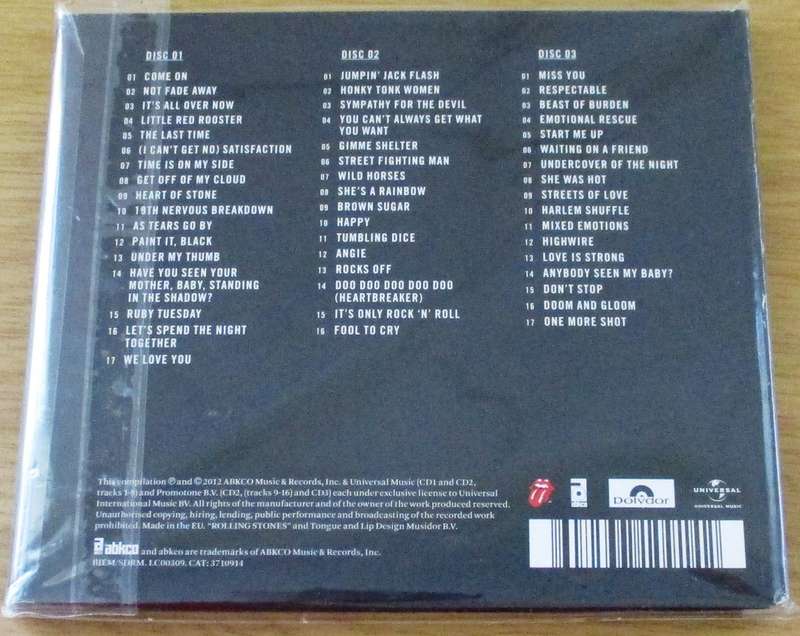 DISC 01
01 COME ON
02 NOT FADE AWAY
03 IT'S ALL OVER NOW
04 LITTLE RED ROOSTER
05 THE LAST TIME
06 (I CAN'T GET NO) SATISFACTION
07 TIME IS ON MY SIDE
08 GET OFF OF MY CLOUD
09 HEART OF STONE
10 19TH NERVOUS BREAKDOWN
11 AS TEARS GO BY
12 PAINT IT, BLACK
13 UNDER MY THUMB
14 HAVE YOU SEEN YOUR
MOTHER, BABY, STANDING
IN THE SHADOW?
15 RUBY TUESDAY
16 LET'S SPEND THE NIGHT
TOGETHER
17 WE LOVE YOU
DISC 02
01 JUMPIN' JACK FLASH
02 HONKY TONK WOMEN
03 SYMPATHY FOR THE DEVIL
04 YOU CAN'T ALWAYS GET WHAT
YOU WANT
05 GIMME SHELTER
06 STREET FIGHTING MAN
07 WILD HORSES
08 SHE'S A RAINBOW
09 BROWN SUGAR
10 HAPPY
11 TUMBLING DICE
12 ANGIE
13 ROCKS OFF
14 DOO DOO DOO DOO DOO
(HEARTBREAKER)
15 IT'S ONLY ROCK 'N' ROLL
16 FOOL TO CRY
DISC 03
01 MISS YOU
02 RESPECTABLE
03 BEAST OF BURDEN
04 EMOTIONAL RESCUE
05 START ME UP
06 WAITING ON A FRIEND
07 UNDERCOVER OF THE NIGHT
08 SHE WAS HOT
09 STREETS OF LOVE
10 HARLEM SHUFFLE
11 MIXED EMOTIONS
12 HIGHWIRE
13 LOVE IS STRONG
14 ANYBODY SEEN MY BABY?
15 DON'T STOP
16 DOOM AND GLOOM
17 ONE MORE SHOT
This compilation ℗ and © 2012 ABKCO Music & Records, Inc. & Universal Music (CD1 and CD2,
tracks 1-8) and Promotone B.V. (CD2, (tracks 9-16) and CD3) each under exclusive license to Universal
International Music BV. All rights of the manufacturer and of the owner of the work produced reserved.
Unauthorised copying, hiring, lending, public performance and broadcasting of the recorded work
prohibited. Made in the EU. "ROLLING STONES" and Tongue and Lip Design Musidor B.V.
abkco and abkco are trademarks of ABKCO Music & Records, Inc.
BIEM/SDRM. LC00309. CAT: 3710914
Polydor
UNIVERSAL
UNIVERSAL MUSIC